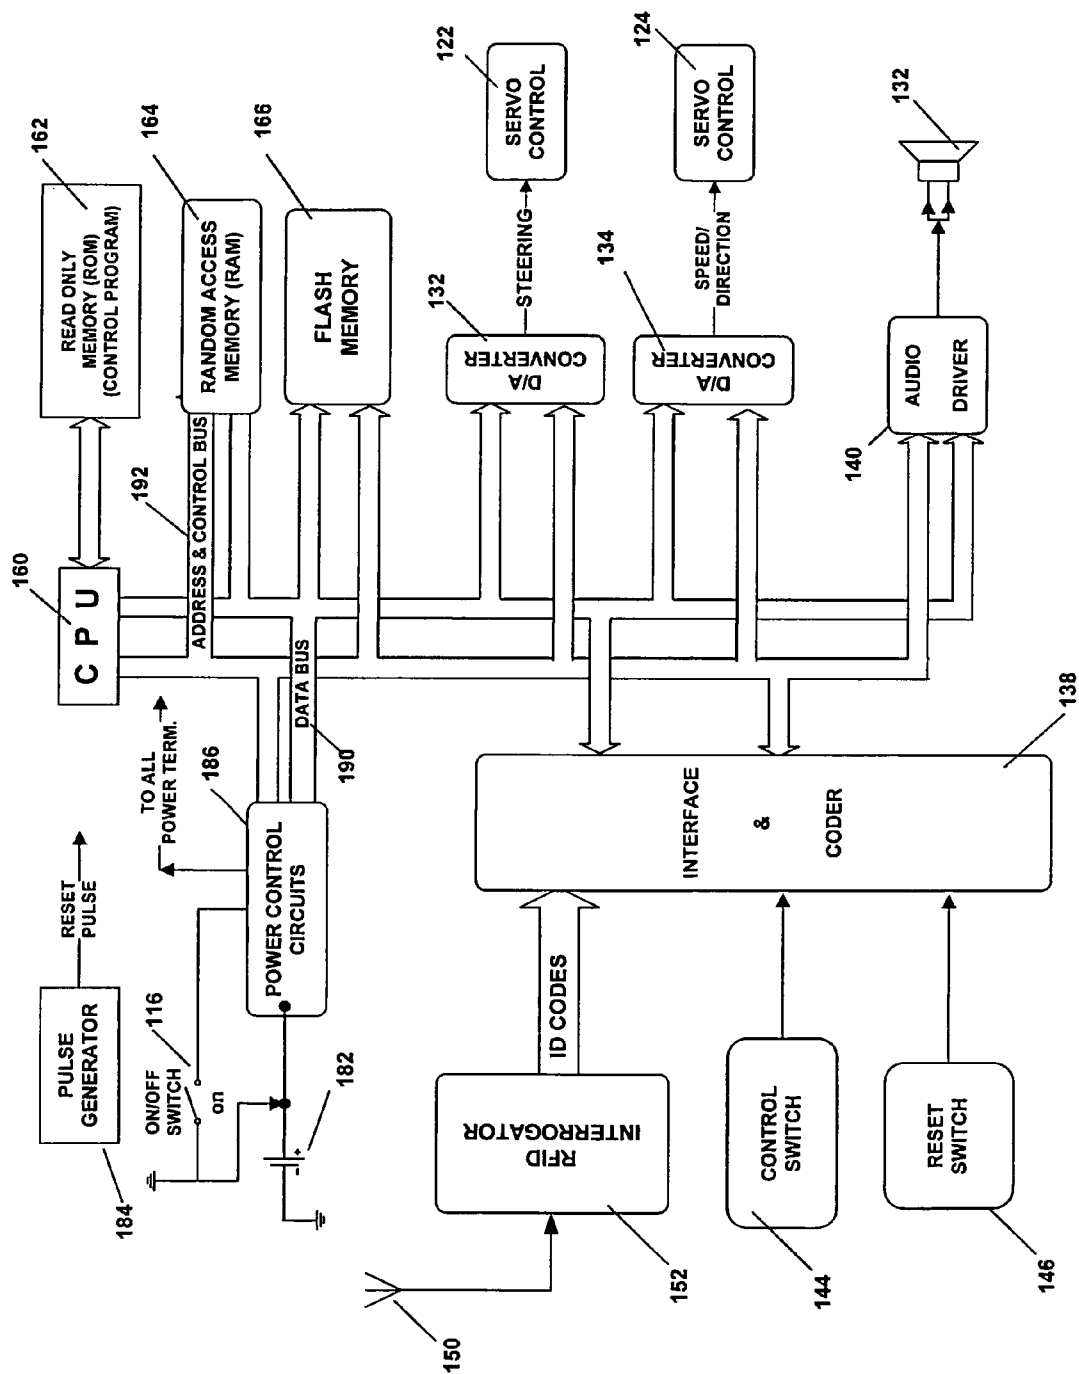 162
READ ONLY
MEMORY (ROM)
(CONTROL PROGRAM)
164
RANDOM ACCESS
MEMORY (RAM)
166
FLASH
MEMORY
122
SERVO
CONTROL
124
SERVO
CONTROL
132
STEERING
SPEED/
DIRECTION
132
D/A
CONVERTER
134
D/A
CONVERTER
140
AUDIO
DRIVER
160
C P U
192
ADDRESS & CONTROL BUS
DATA BUS
190
TO ALL
POWER TERM.
186
POWER CONTROL
CIRCUITS
RESET
PULSE
PULSE
GENERATOR
184
116
ON/OFF
SWITCH
on
182
+
-
138
INTERFACE
&
CODER
ID CODES
RFID
INTERROGATOR
152
150
CONTROL
SWITCH
144
RESET
SWITCH
146